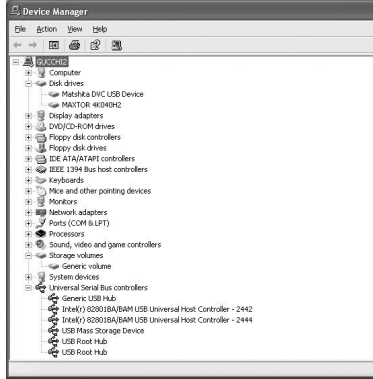 Device Manager
File Action View Help
GUCCHI2
Computer
Disk drives
Matshita DVC USB Device
MAXTOR 4K040H2
Display adapters
DVD/CD-ROM drives
Floppy disk controllers
Floppy disk drives
IDE ATA/ATAPI controllers
IEEE 1394 Bus host controllers
Keyboards
Mice and other pointing devices
Monitors
Network adapters
Ports (COM & LPT)
Processors
Sound, video and game controllers
Storage volumes
Generic volume
System devices
Universal Serial Bus controllers
Generic USB Hub
Intel(r) 82801BA/BAM USB Universal Host Controller - 2442
Intel(r) 82801BA/BAM USB Universal Host Controller - 2444
USB Mass Storage Device
USB Root Hub
USB Root Hub